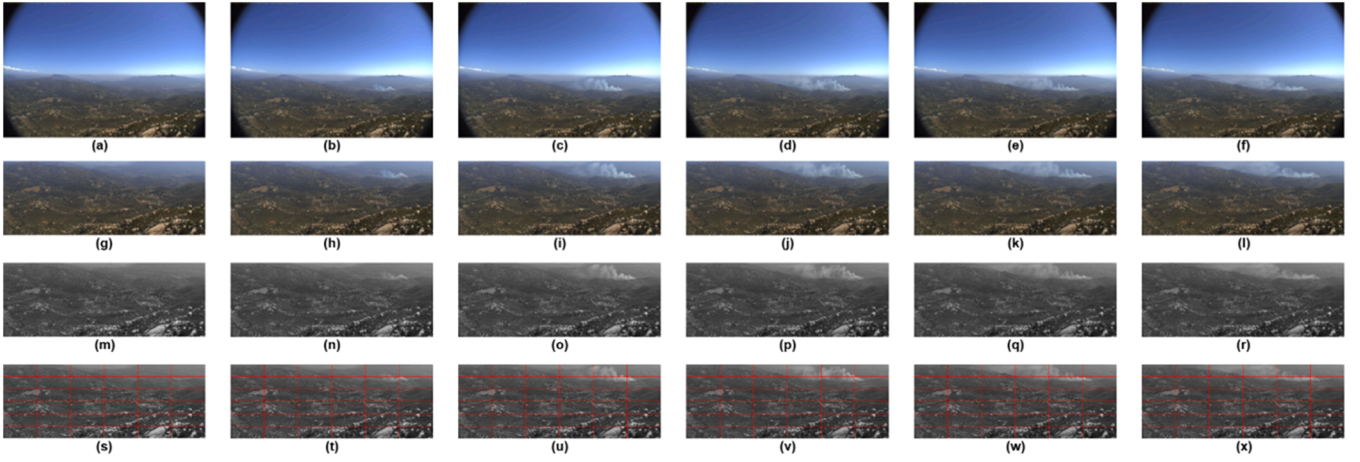 (a) (b) (c) (d) (e) (f)
(g) (h) (i) (j) (k) (l)
(m) (n) (o) (p) (q) (r)
(s) (t) (u) (v) (w) (x)